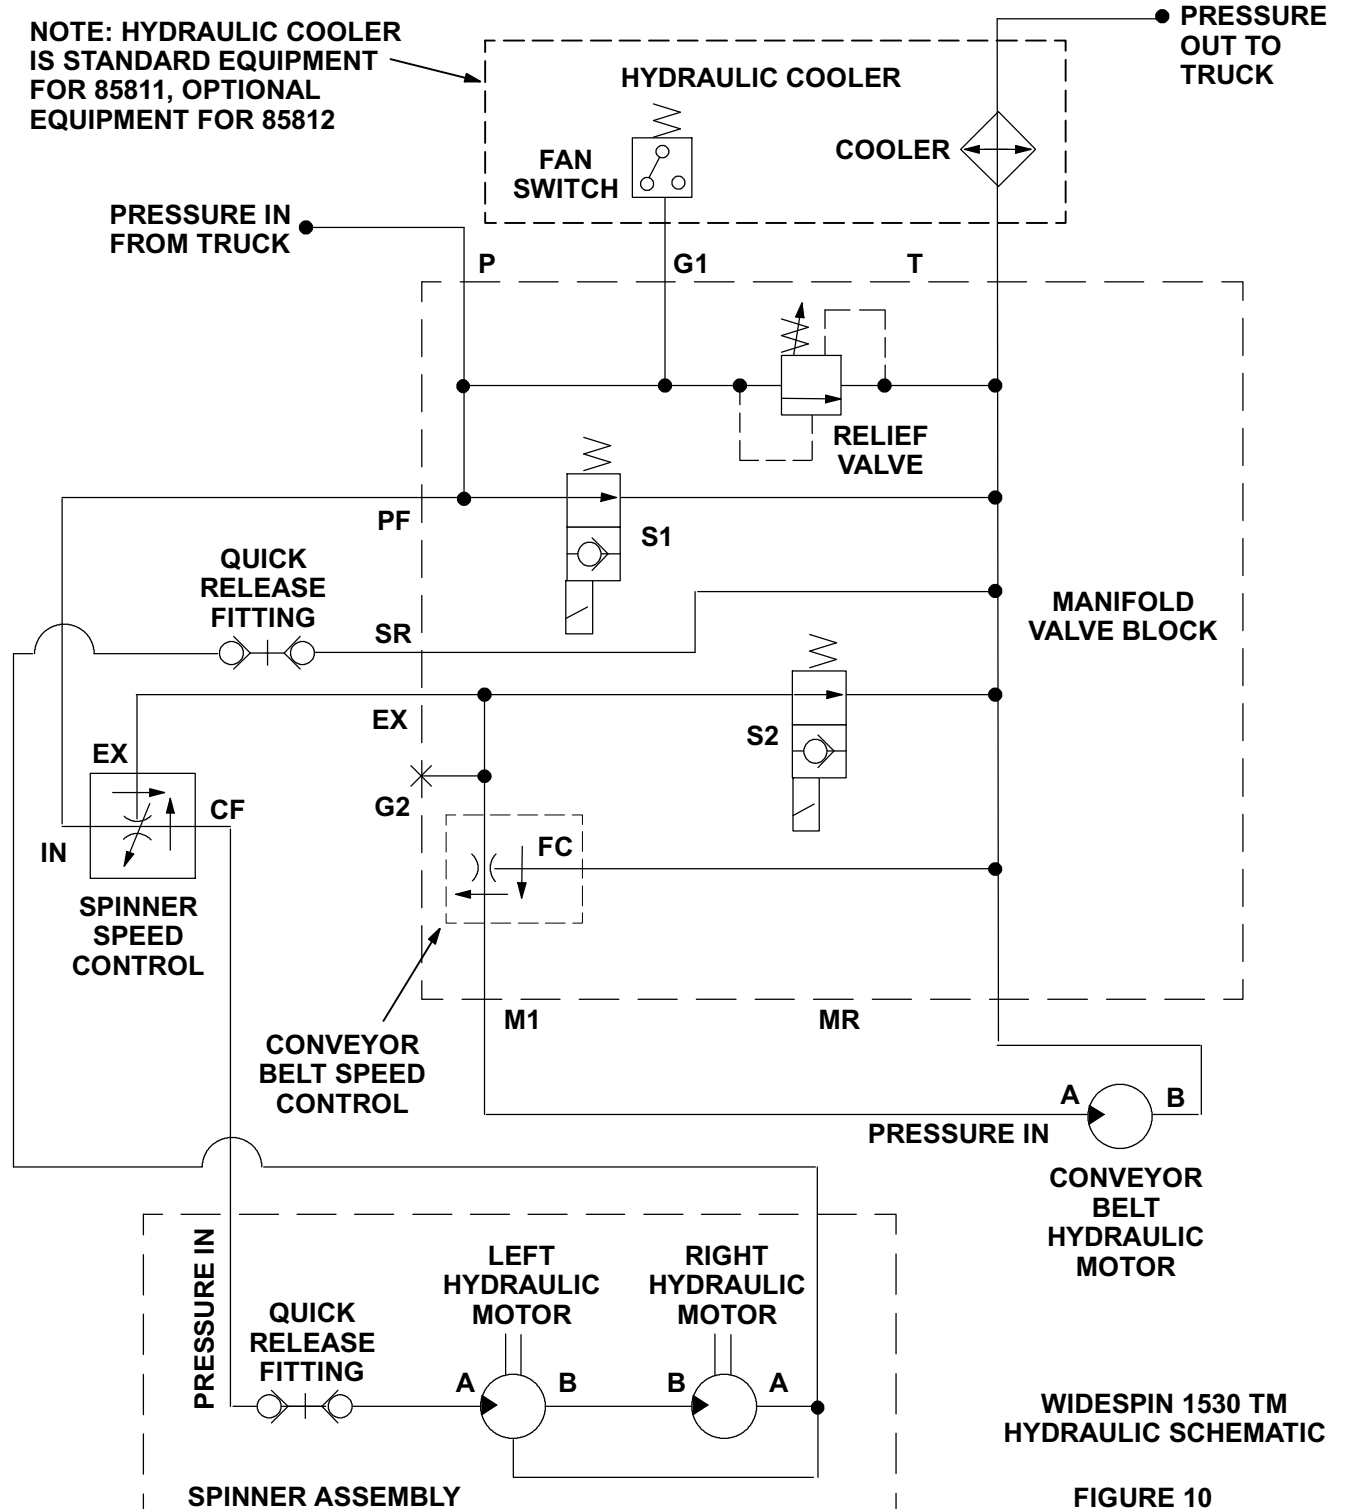 NOTE: HYDRAULIC COOLER
IS STANDARD EQUIPMENT
FOR 85811, OPTIONAL
EQUIPMENT FOR 85812
PRESSURE
OUT TO
TRUCK
HYDRAULIC COOLER
FAN
SWITCH
COOLER
PRESSURE IN
FROM TRUCK
P
G1
T
RELIEF
VALVE
PF
S1
QUICK
RELEASE
FITTING
SR
MANIFOLD
VALVE BLOCK
EX
S2
EX
G2
CF
IN
FC
SPINNER
SPEED
CONTROL
M1
MR
CONVEYOR
BELT SPEED
CONTROL
A
B
PRESSURE IN
CONVEYOR
BELT
HYDRAULIC
MOTOR
PRESSURE IN
LEFT
HYDRAULIC
MOTOR
RIGHT
HYDRAULIC
MOTOR
QUICK
RELEASE
FITTING
A
B
B
A
WIDESPIN 1530 TM
HYDRAULIC SCHEMATIC
SPINNER ASSEMBLY
FIGURE 10